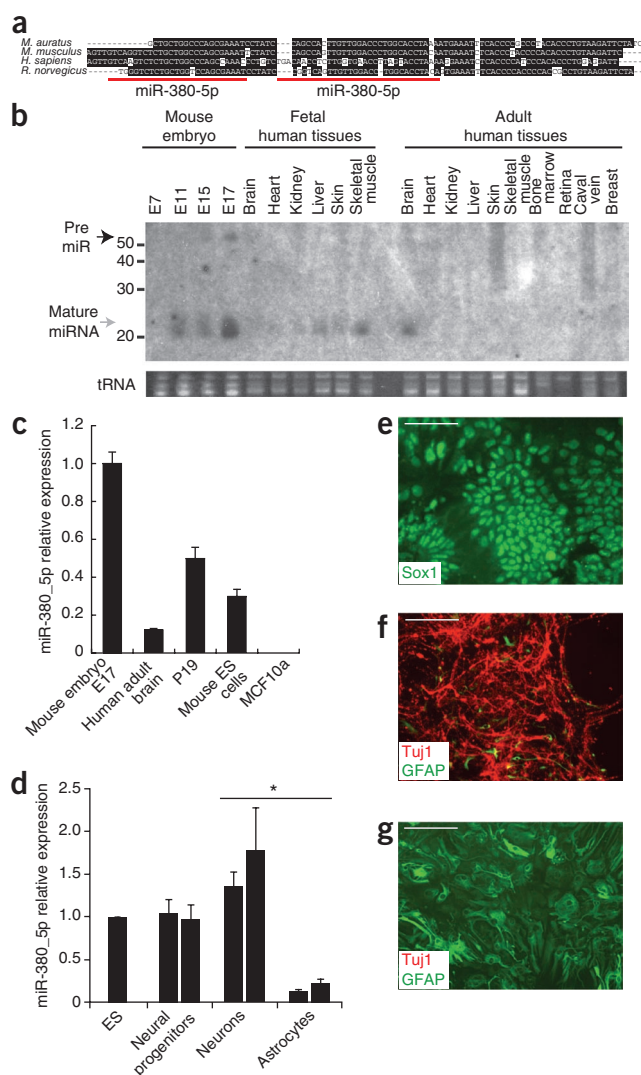 a
M. auratus
M. musculus
H. sapiens
R. norvegicus
miR-380-5p
miR-380-5p
b
Mouse embryo
Fetal human tissues
Adult human tissues
E7
E11
E15
E17
Brain
Heart
Kidney
Liver
Skin
Skeletal muscle
Brain
Heart
Kidney
Liver
Skin
Skeletal muscle
Bone marrow
Retina
Caval vein
Breast
Pre miR
50
40
30
Mature miRNA
20
tRNA
c
miR-380_5p relative expression
1.2
1.0
0.8
0.6
0.4
0.2
0
Mouse embryo E17
Human adult brain
P19
Mouse ES cells
MCF10a
d
miR-380_5p relative expression
2.5
2.0
1.5
1.0
0.5
0
*
ES
Neural progenitors
Neurons
Astrocytes
e
Sox1
f
Tuj1
GFAP
g
Tuj1
GFAP